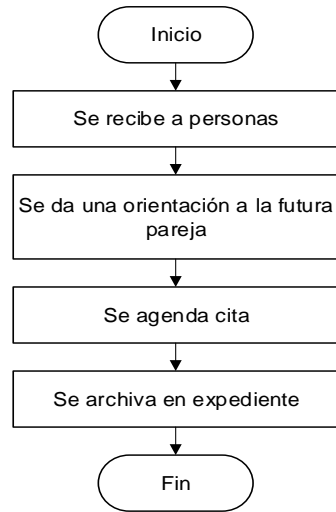 Inicio
Se recibe a personas
Se da una orientación a la futura
pareja
Se agenda cita
Se archiva en expediente
Fin